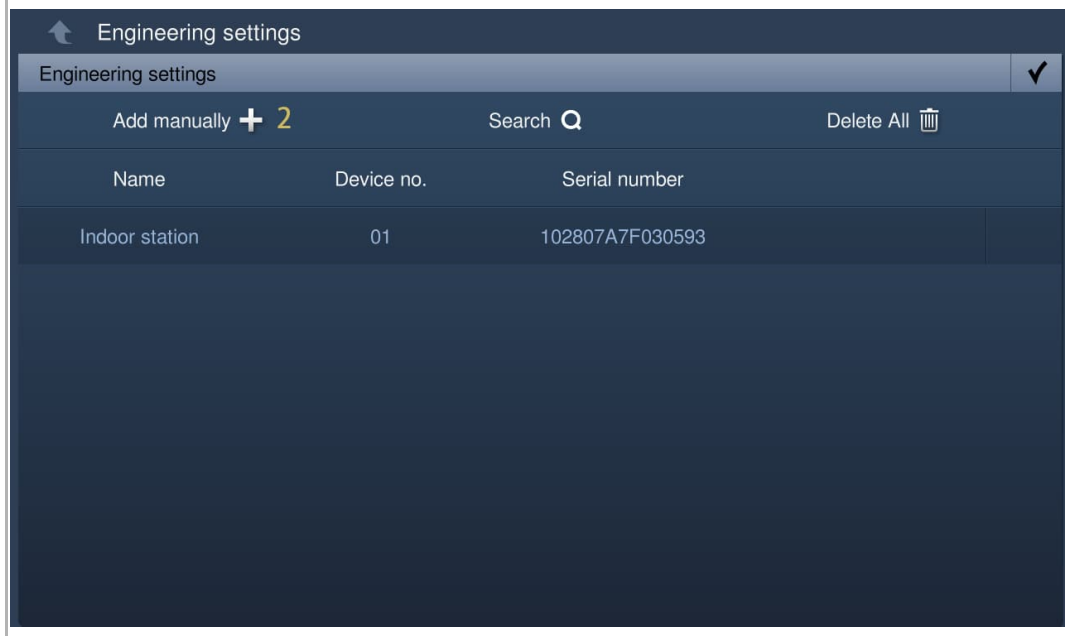 Engineering settings
Engineering settings
Add manually 2 Search Delete All
Name Device no. Serial number
Indoor station 01 102807A7F030593